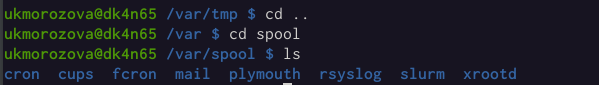 ukmorozova@dk4n65 /var/tmp $ cd ..
ukmorozova@dk4n65 /var $ cd spool
ukmorozova@dk4n65 /var/spool $ ls
cron  cups  fcron  mail  plymouth  rsyslog  slurm  xrootd